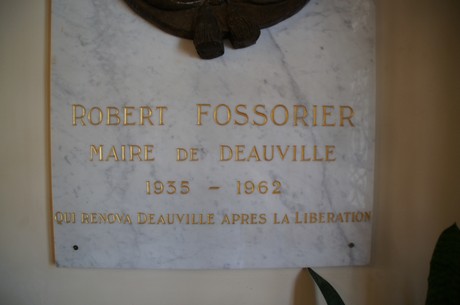 ROBERT FOSSORIER
MAIRE DE DEAUVILLE
1935 - 1962
QUI RENOVA DEAUVILLE APRES LA LIBERATION